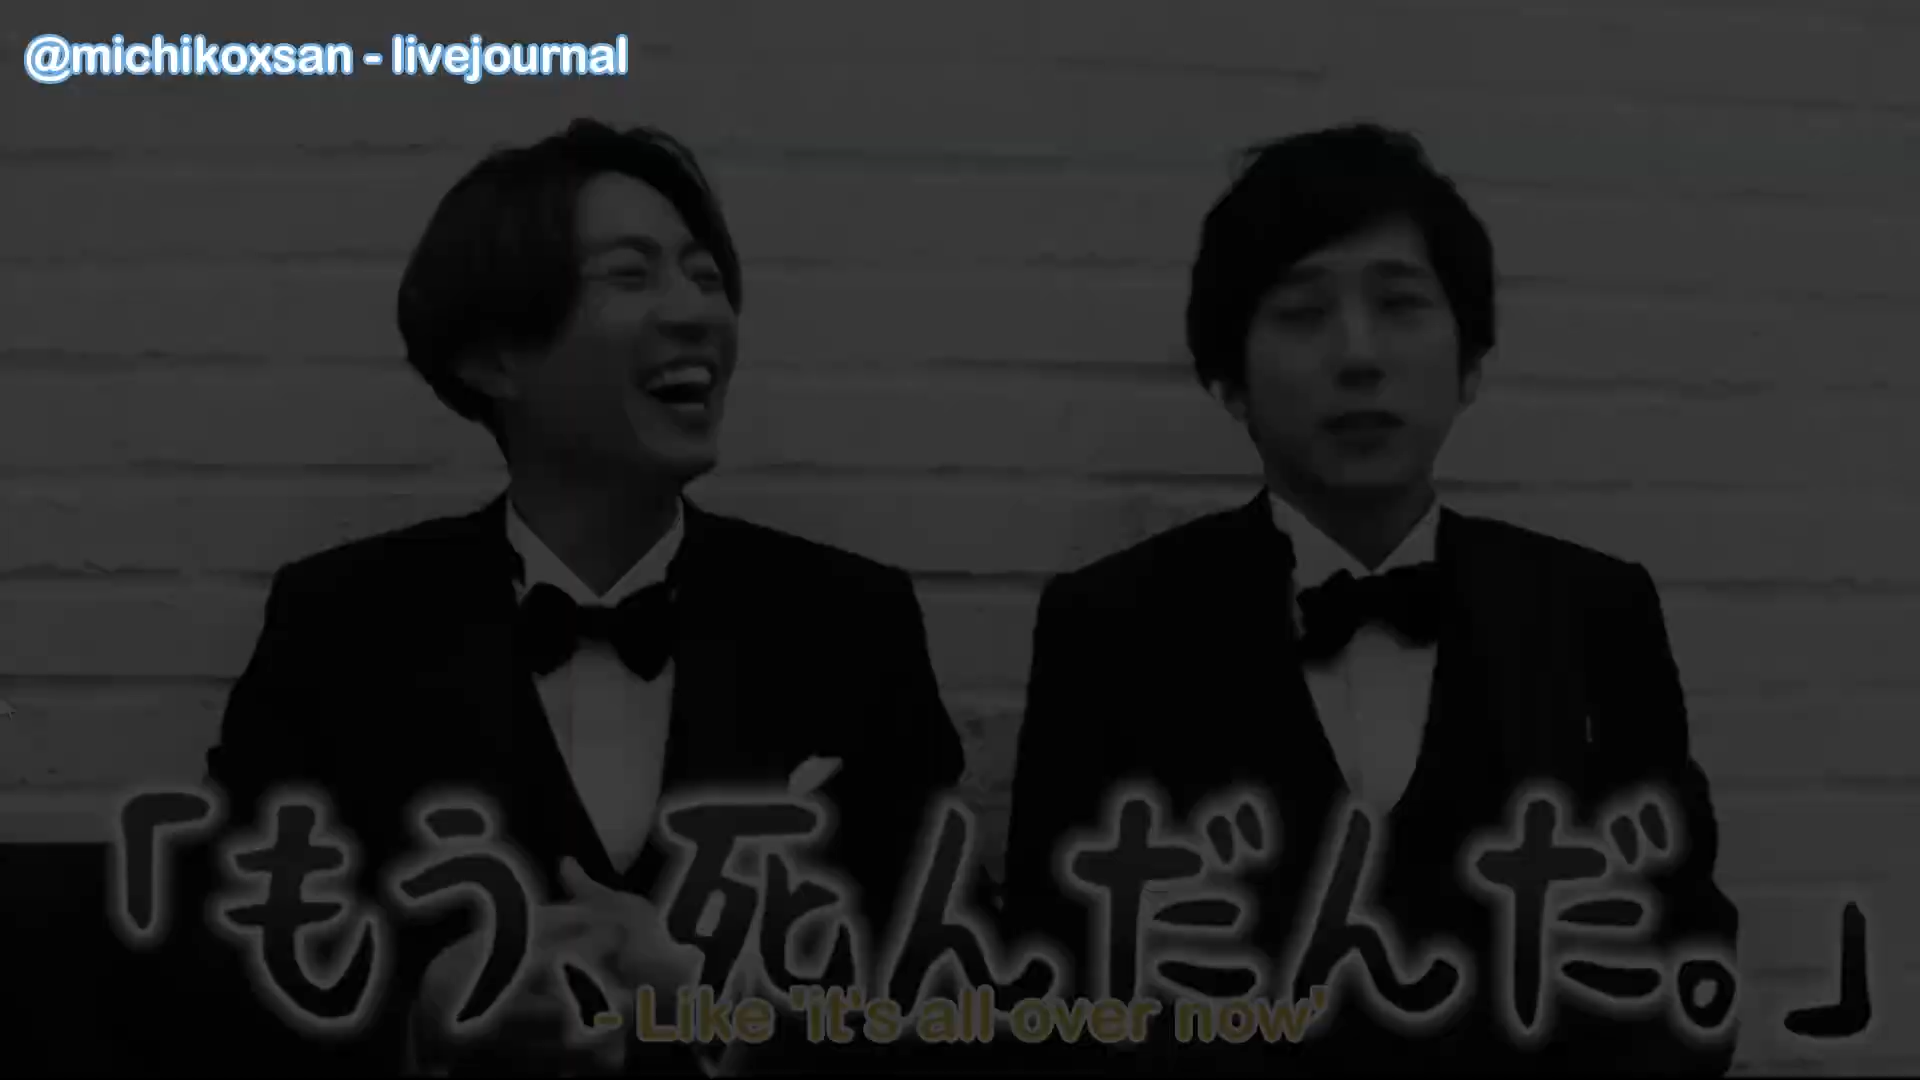 @michikoxsan - livejournal
「もう、死んだんだ。」
- Like 'it's all over now'